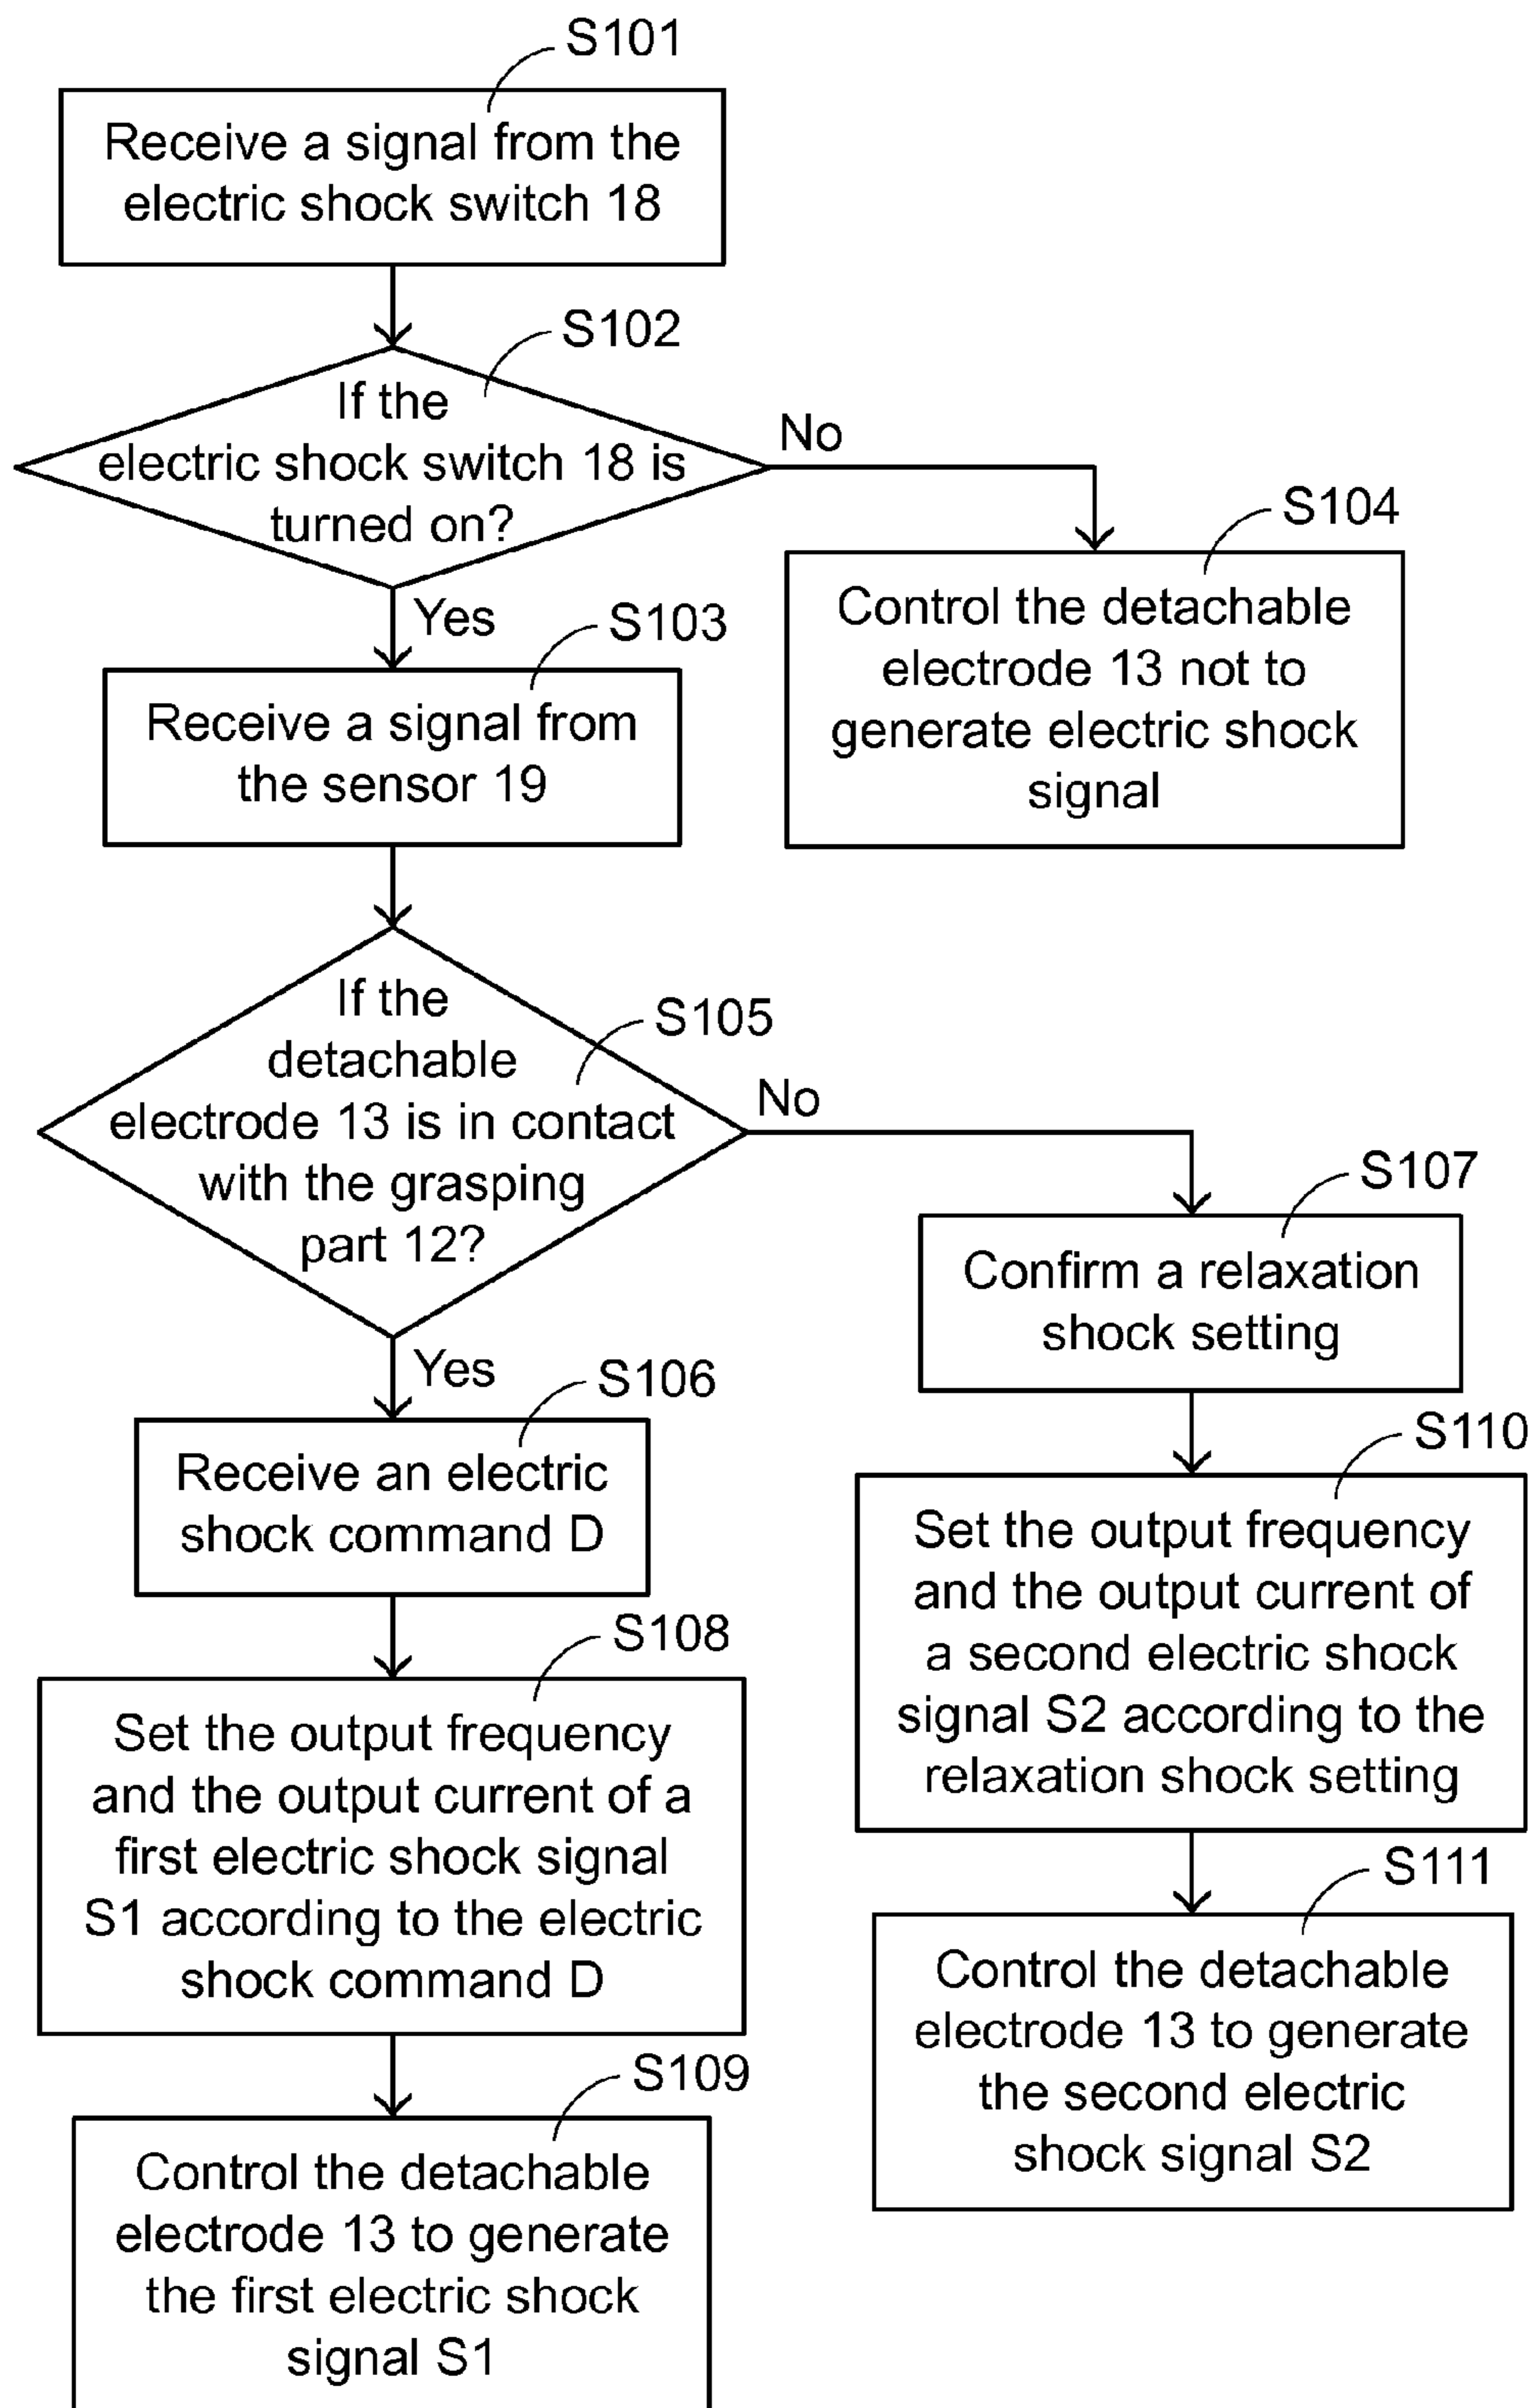 S101
Receive a signal from the
electric shock switch 18
S102
If the
electric shock switch 18 is
turned on?
No
Yes
S104
Control the detachable
electrode 13 not to
generate electric shock
signal
S103
Receive a signal from
the sensor 19
S105
If the
detachable
electrode 13 is in contact
with the grasping
part 12?
No
Yes
S107
Confirm a relaxation
shock setting
S106
Receive an electric
shock command D
S110
Set the output frequency
and the output current of
a second electric shock
signal S2 according to the
relaxation shock setting
S108
Set the output frequency
and the output current of a
first electric shock signal
S1 according to the electric
shock command D
S111
Control the detachable
electrode 13 to generate
the second electric
shock signal S2
S109
Control the detachable
electrode 13 to generate
the first electric shock
signal S1